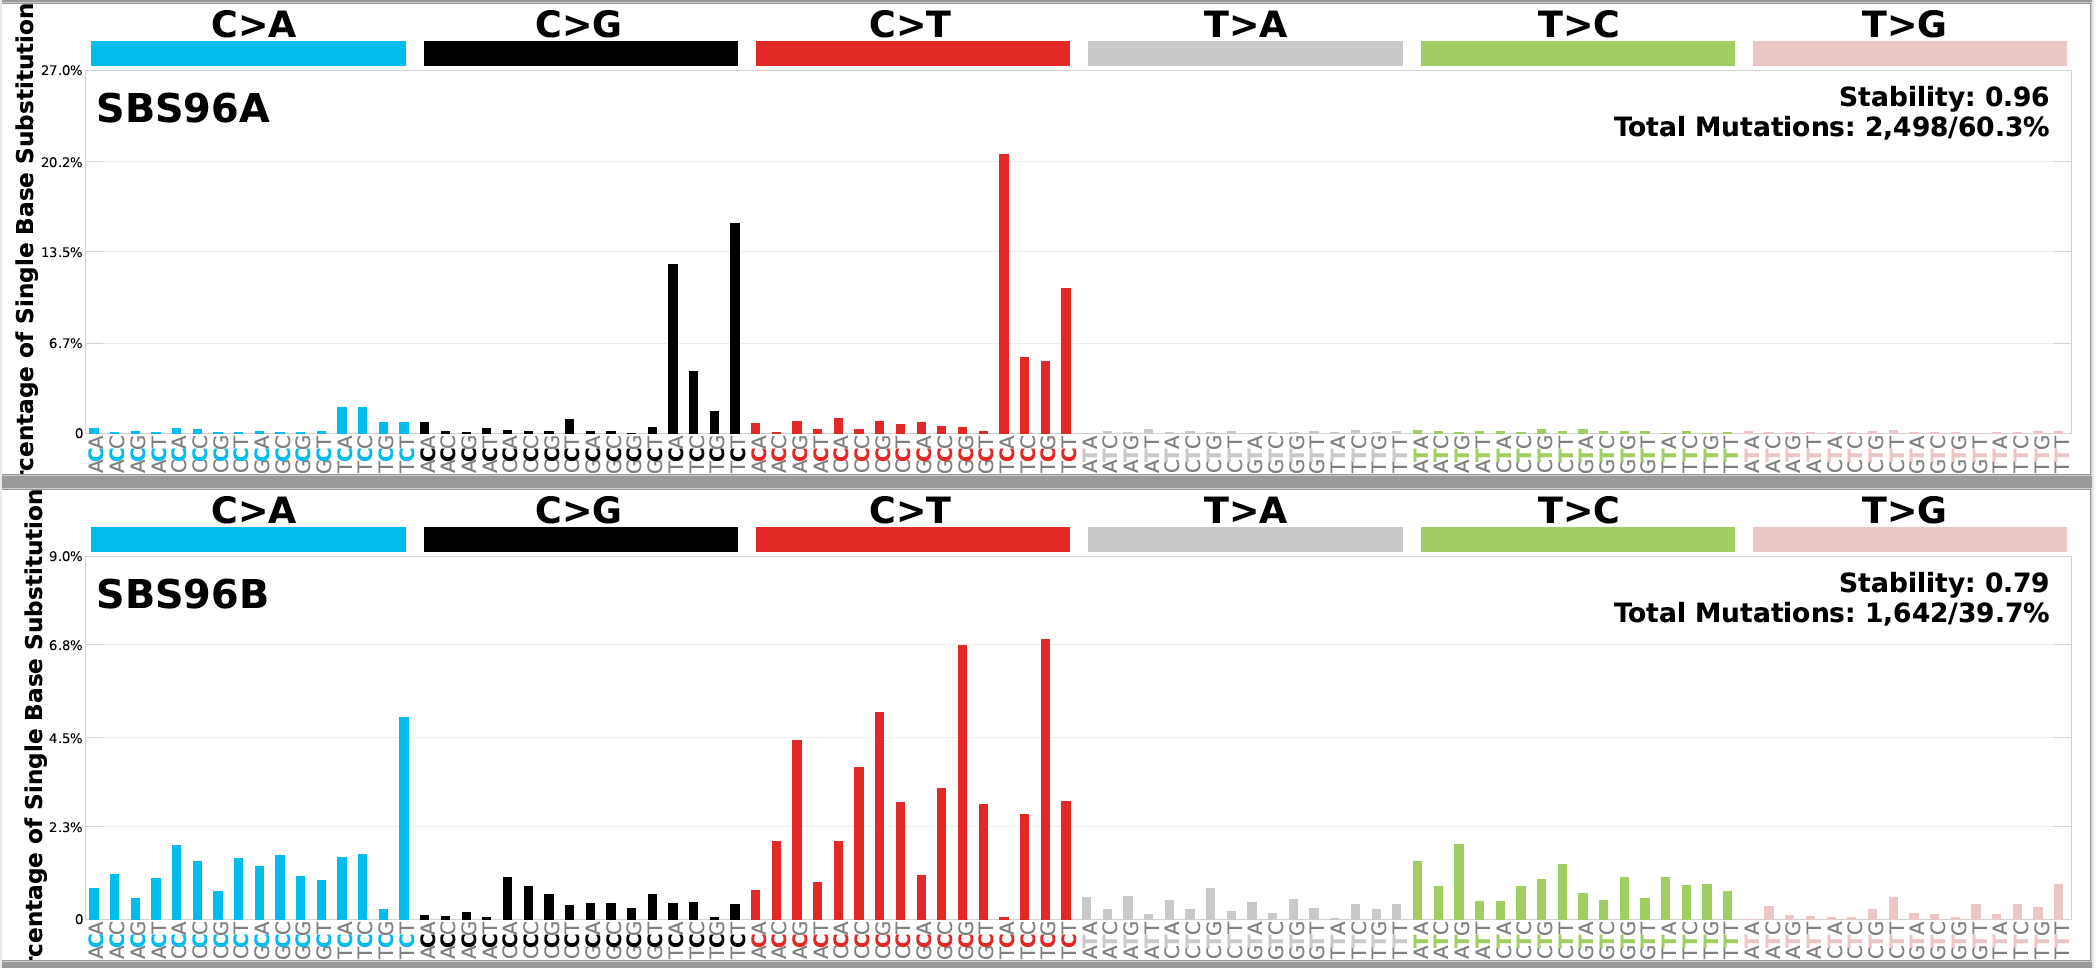 C>A C>G C>T T>A T>C T>G
27.0%
SBS96A
Stability: 0.96
Total Mutations: 2,498/60.3%
20.2%
13.5%
6.7%
0
rcentage of Single Base Substitution
ACA ACC ACG ACT CCA CCC CCG CCT GCA GCC GCG GCT TCA TCC TCG TCT ACA ACC ACG ACT CCA CCC CCG CCT GCA GCC GCG GCT TCA TCC TCG TCT ACA ACC ACG ACT CCA CCC CCG CCT GCA GCC GCG GCT TCA TCC TCG TCT ATA ATC ATG ATT CTA CTC CTG CTT GTA GTC GTG GTT TTA TTC TTG TTT ATA ATC ATG ATT CTA CTC CTG CTT GTA GTC GTG GTT TTA TTC TTG TTT ATA ATC ATG ATT CTA CTC CTG CTT GTA GTC GTG GTT TTA TTC TTG TTT
C>A C>G C>T T>A T>C T>G
9.0%
SBS96B
Stability: 0.79
Total Mutations: 1,642/39.7%
6.8%
4.5%
2.3%
0
rcentage of Single Base Substitution
ACA ACC ACG ACT CCA CCC CCG CCT GCA GCC GCG GCT TCA TCC TCG TCT ACA ACC ACG ACT CCA CCC CCG CCT GCA GCC GCG GCT TCA TCC TCG TCT ACA ACC ACG ACT CCA CCC CCG CCT GCA GCC GCG GCT TCA TCC TCG TCT ATA ATC ATG ATT CTA CTC CTG CTT GTA GTC GTG GTT TTA TTC TTG TTT ATA ATC ATG ATT CTA CTC CTG CTT GTA GTC GTG GTT TTA TTC TTG TTT ATA ATC ATG ATT CTA CTC CTG CTT GTA GTC GTG GTT TTA TTC TTG TTT